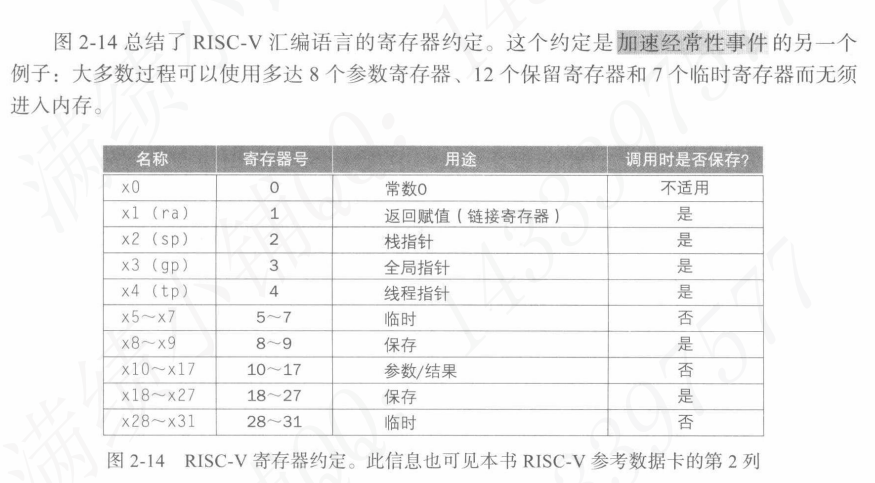 图 2-14 总结了 RISC-V 汇编语言的寄存器约定。这个约定是加速经常性事件的另一个
例子：大多数过程可以使用多达 8 个参数寄存器、12 个保留寄存器和 7 个临时寄存器而无须
进入内存。
名称 寄存器号 用途 调用时是否保存?
x0 0 常数0 不适用
x1 (ra) 1 返回赋值（链接寄存器） 是
x2 (sp) 2 栈指针 是
x3 (gp) 3 全局指针 是
x4 (tp) 4 线程指针 是
x5～x7 5～7 临时 否
x8～x9 8～9 保存 是
x10～x17 10～17 参数/结果 否
x18～x27 18～27 保存 是
x28～x31 28～31 临时 否
图 2-14 RISC-V 寄存器约定。此信息也可见本书 RISC-V 参考数据卡的第 2 列